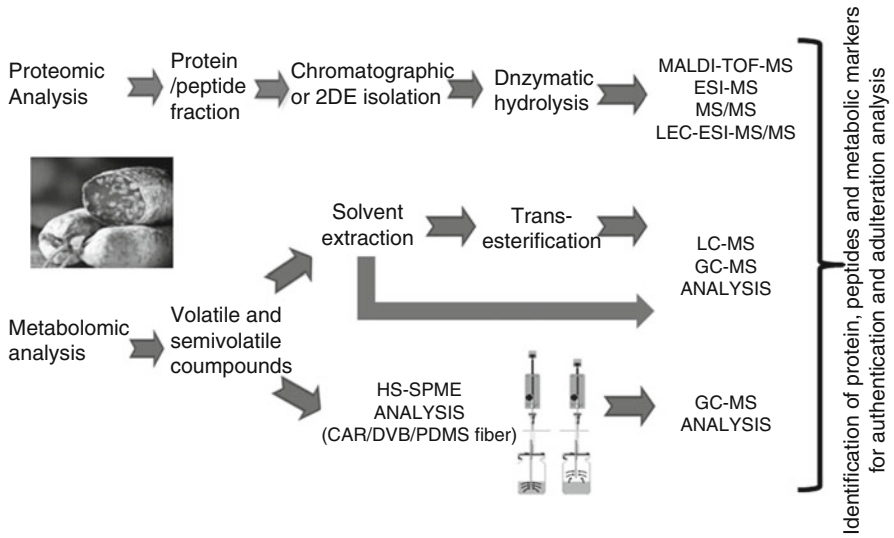 Proteomic
Analysis
Protein
/peptide
fraction
Chromatographic
or 2DE isolation
Dnzymatic
hydrolysis
MALDI-TOF-MS
ESI-MS
MS/MS
LEC-ESI-MS/MS
Solvent
extraction
Trans-
esterification
LC-MS
GC-MS
ANALYSIS
Metabolomic
analysis
Volatile and
semivolatile
coumpounds
HS-SPME
ANALYSIS
(CAR/DVB/PDMS fiber)
GC-MS
ANALYSIS
Identification of protein, peptides and metabolic markers
for authentication and adulteration analysis